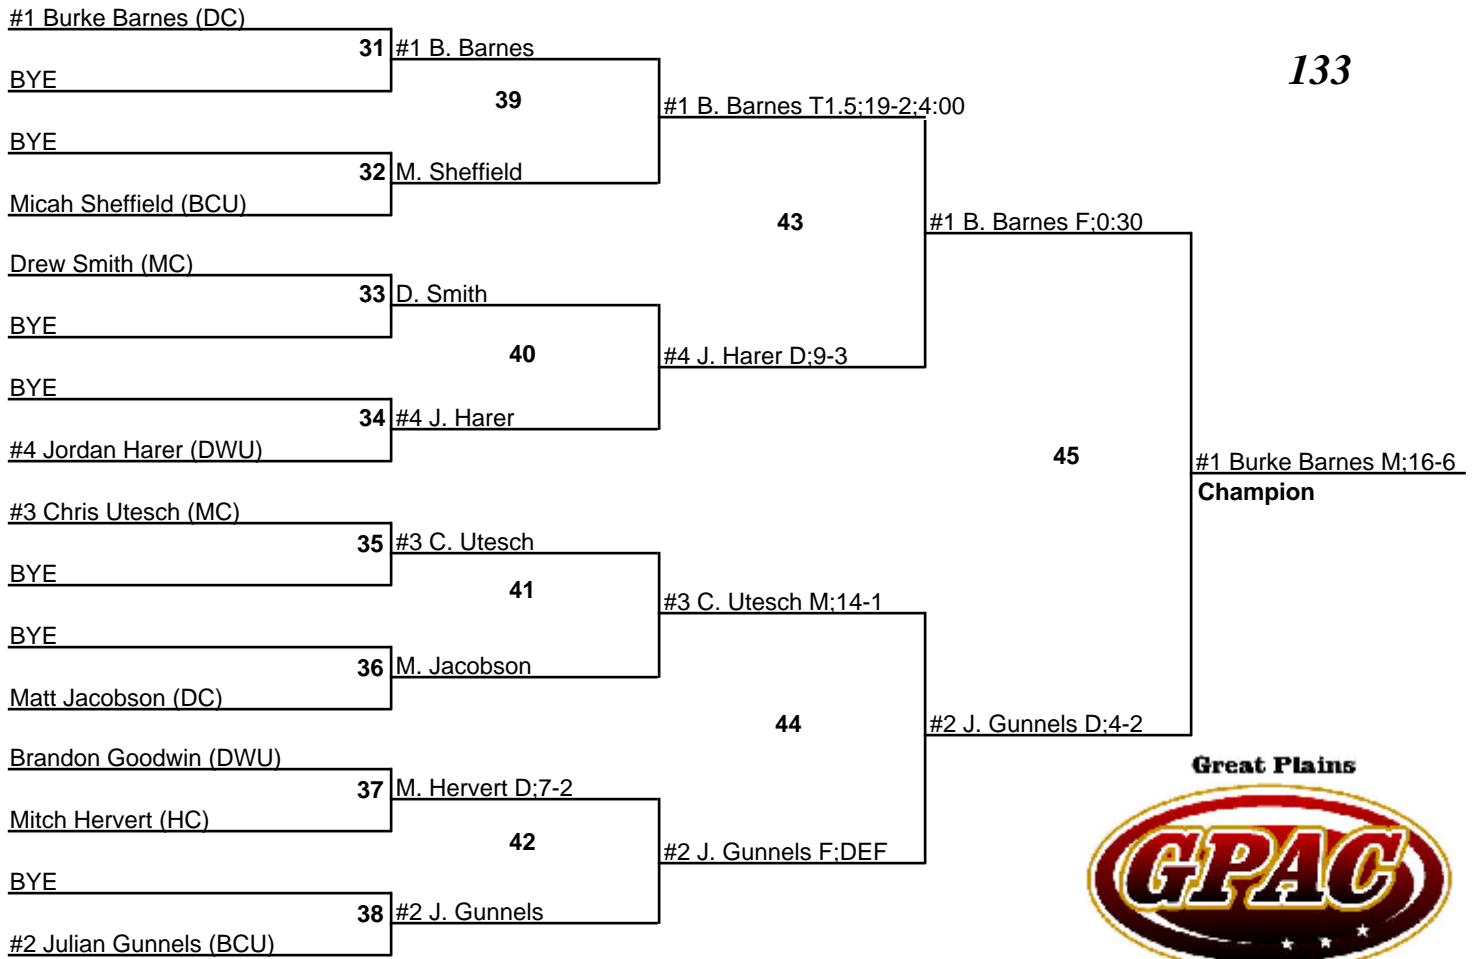 #1 Burke Barnes (DC)
31
#1 B. Barnes
133
BYE
39
#1 B. Barnes T1.5;19-2;4:00
BYE
32
M. Sheffield
Micah Sheffield (BCU)
43
#1 B. Barnes F;0:30
Drew Smith (MC)
33
D. Smith
BYE
40
#4 J. Harer D;9-3
BYE
34
#4 J. Harer
#4 Jordan Harer (DWU)
45
#1 Burke Barnes M;16-6
Champion
#3 Chris Utesch (MC)
35
#3 C. Utesch
BYE
41
#3 C. Utesch M;14-1
BYE
36
M. Jacobson
Matt Jacobson (DC)
44
#2 J. Gunnels D;4-2
Brandon Goodwin (DWU)
37
M. Hervert D;7-2
Mitch Hervert (HC)
42
#2 J. Gunnels F;DEF
BYE
38
#2 J. Gunnels
#2 Julian Gunnels (BCU)
Great Plains
GPAC